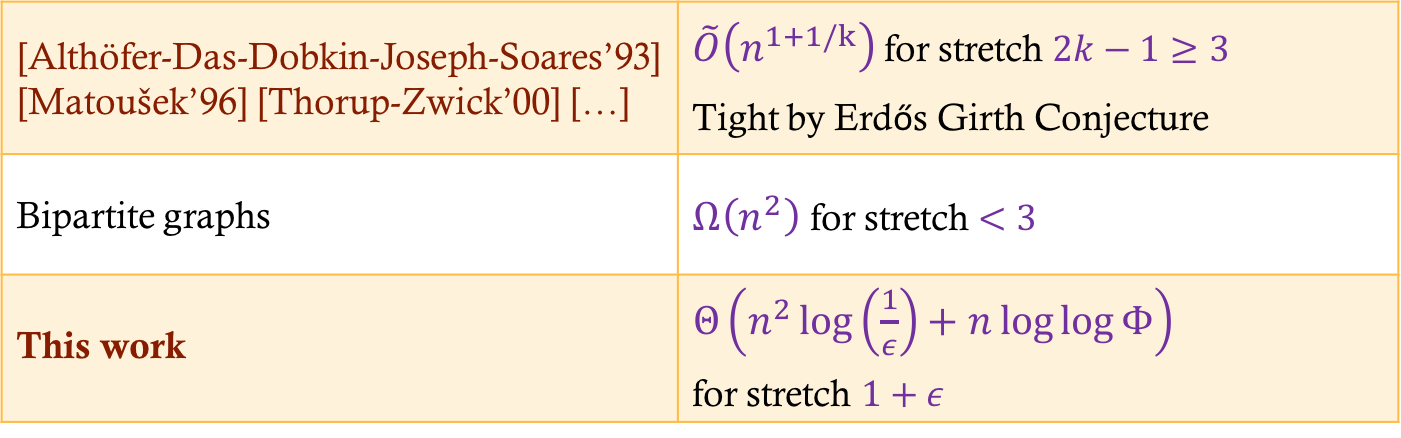 [Althöfer-Das-Dobkin-Joseph-Soares’93]
[Matoušek’96] [Thorup-Zwick’00] […]
Õ(n^{1+1/k}) for stretch 2k − 1 ≥ 3
Tight by Erdős Girth Conjecture
Bipartite graphs
Ω(n²) for stretch < 3
This work
Θ(n² log(1/ϵ) + n log log Φ)
for stretch 1 + ϵ